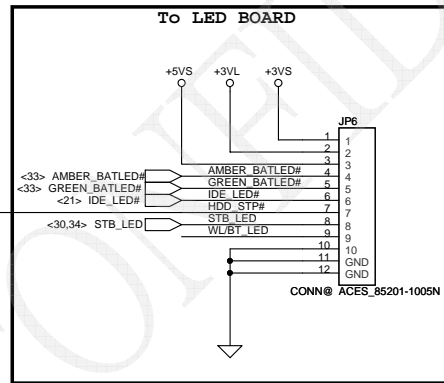 To LED BOARD
+5VS +3VL +3VS
JP6
1 1
2 2
3 3
<33> AMBER_BATLED# AMBER_BATLED# 4 4
<33> GREEN_BATLED# GREEN_BATLED# 5 5
<21> IDE_LED# IDE_LED# 6 6
HDD_STP# 7 7
<30,34> STB_LED STB_LED 8 8
WL/BT_LED 9 9
10 10
11 GND
12 GND
CONN@ ACES_85201-1005N